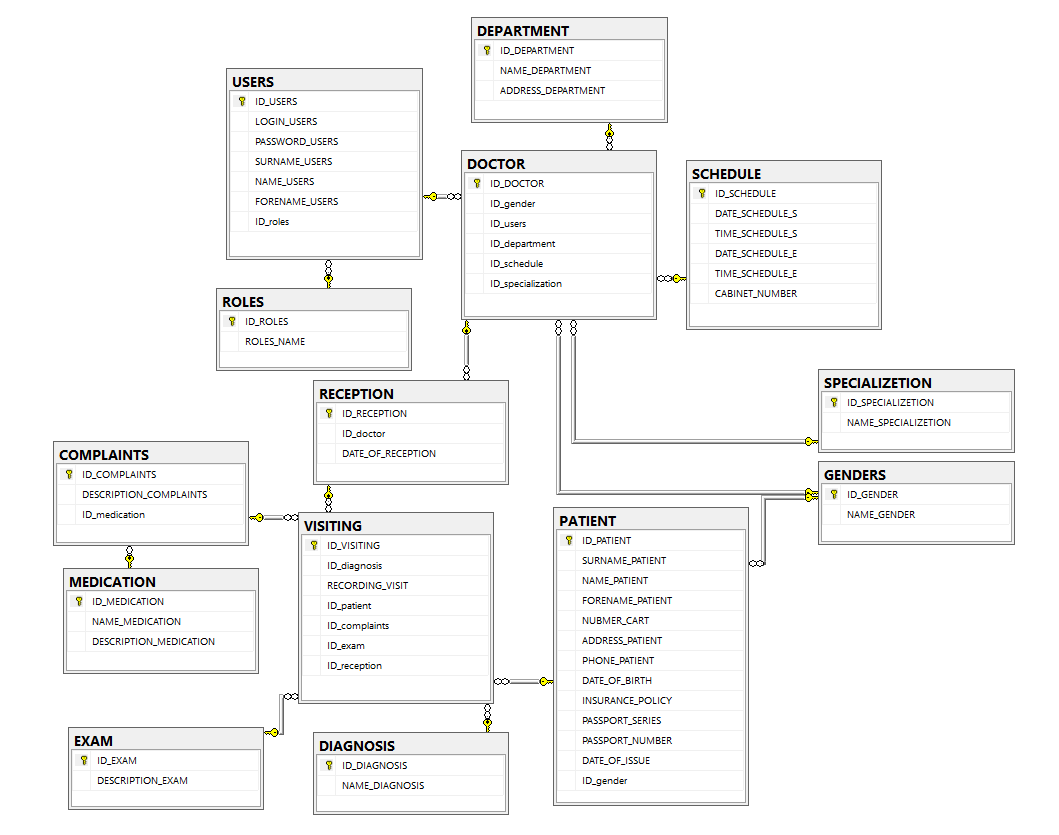 DEPARTMENT
ID_DEPARTMENT
NAME_DEPARTMENT
ADDRESS_DEPARTMENT
USERS
ID_USERS
LOGIN_USERS
PASSWORD_USERS
SURNAME_USERS
NAME_USERS
FORENAME_USERS
ID_roles
DOCTOR
ID_DOCTOR
ID_gender
ID_users
ID_department
ID_schedule
ID_specialization
SCHEDULE
ID_SCHEDULE
DATE_SCHEDULE_S
TIME_SCHEDULE_S
DATE_SCHEDULE_E
TIME_SCHEDULE_E
CABINET_NUMBER
ROLES
ID_ROLES
ROLES_NAME
RECEPTION
ID_RECEPTION
ID_doctor
DATE_OF_RECEPTION
SPECIALIZETION
ID_SPECIALIZETION
NAME_SPECIALIZETION
COMPLAINTS
ID_COMPLAINTS
DESCRIPTION_COMPLAINTS
ID_medication
GENDERS
ID_GENDER
NAME_GENDER
VISITING
ID_VISITING
ID_diagnosis
RECORDING_VISIT
ID_patient
ID_complaints
ID_exam
ID_reception
PATIENT
ID_PATIENT
SURNAME_PATIENT
NAME_PATIENT
FORENAME_PATIENT
NUBMER_CART
ADDRESS_PATIENT
PHONE_PATIENT
DATE_OF_BIRTH
INSURANCE_POLICY
PASSPORT_SERIES
PASSPORT_NUMBER
DATE_OF_ISSUE
ID_gender
MEDICATION
ID_MEDICATION
NAME_MEDICATION
DESCRIPTION_MEDICATION
EXAM
ID_EXAM
DESCRIPTION_EXAM
DIAGNOSIS
ID_DIAGNOSIS
NAME_DIAGNOSIS